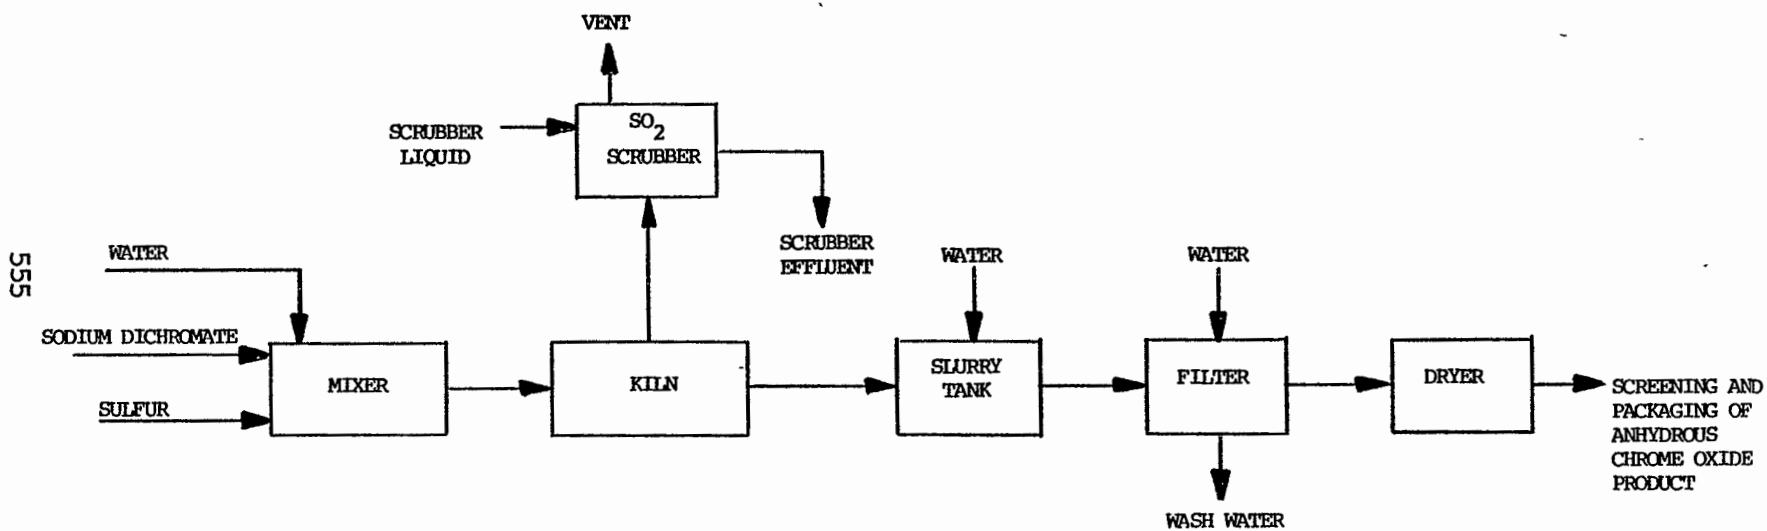 VENT
SCRUBBER
LIQUID
SO2
SCRUBBER
SCRUBBER
EFFLUENT
555
WATER
SODIUM DICHROMATE
SULFUR
MIXER
KILN
WATER
SLURRY
TANK
WATER
FILTER
WASH WATER
DRYER
SCREENING AND
PACKAGING OF
ANHYDROUS
CHROME OXIDE
PRODUCT